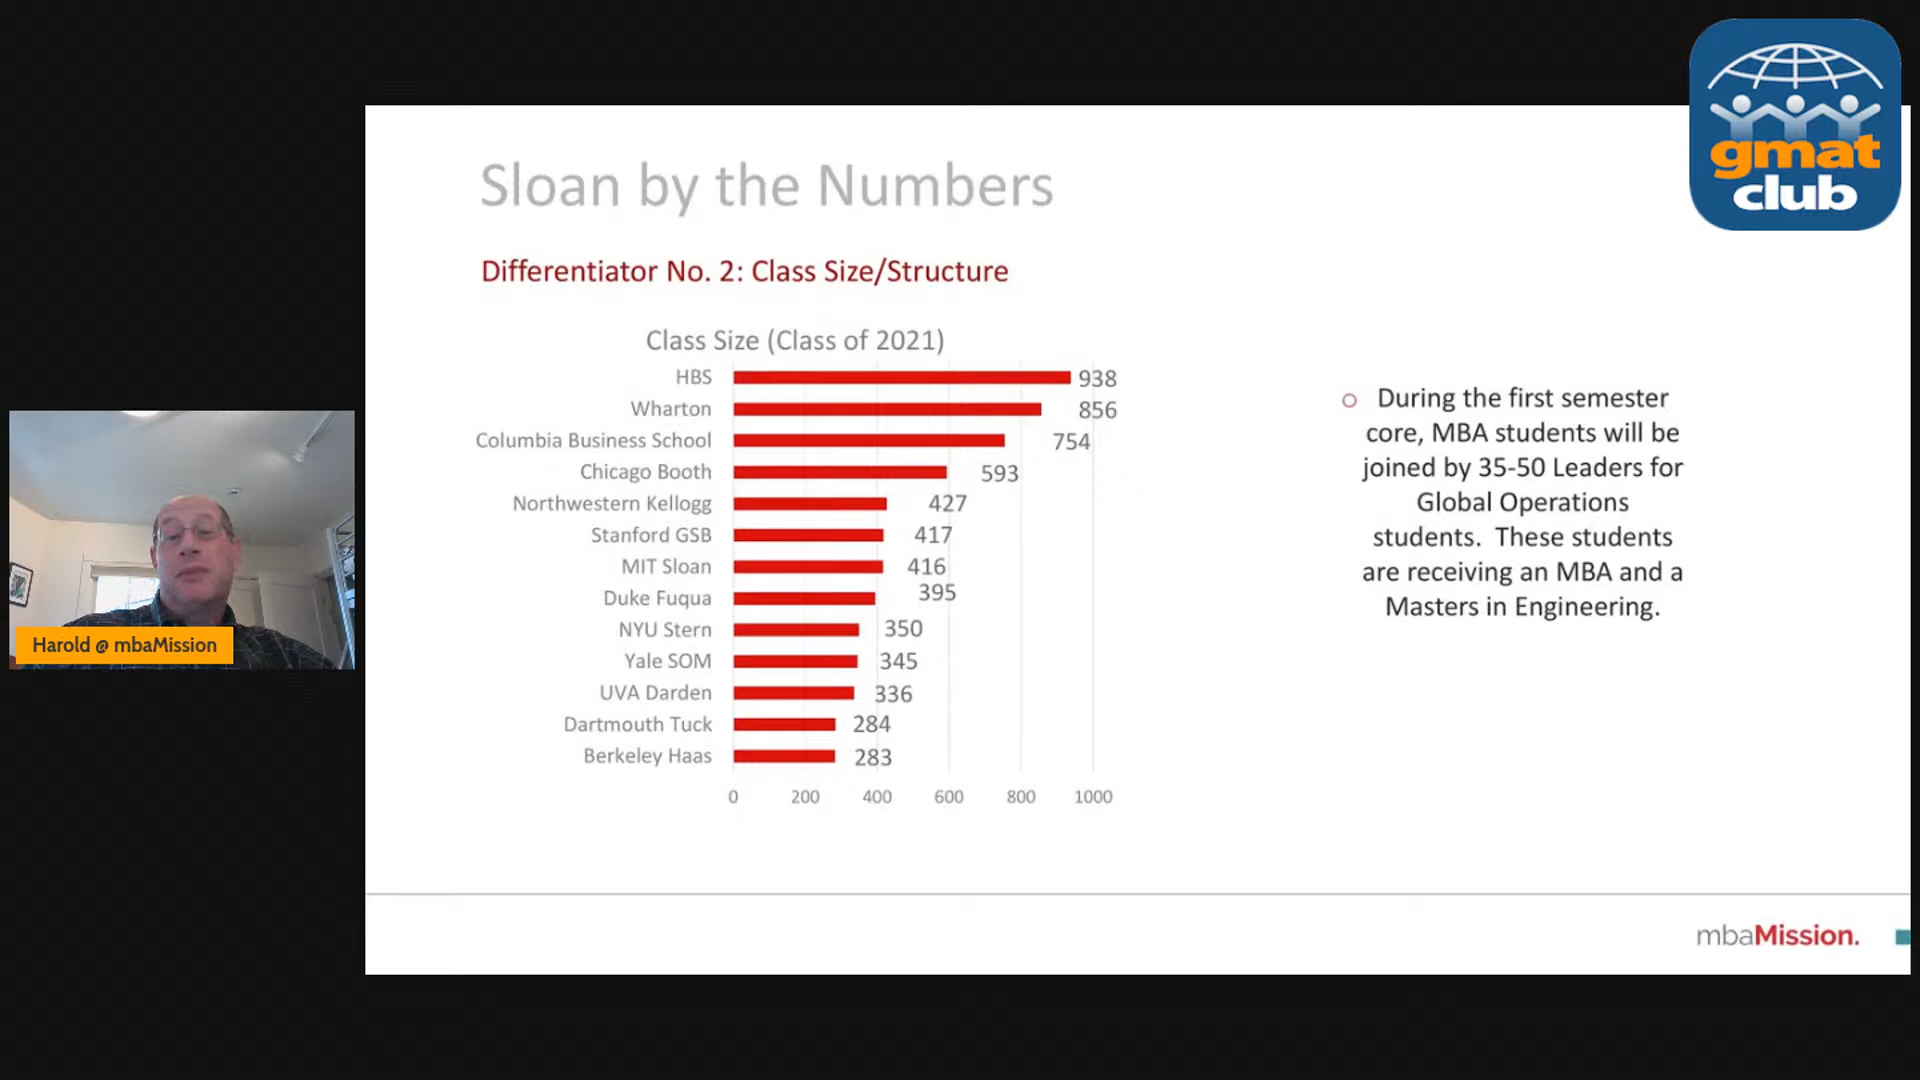 gmat
club
Sloan by the Numbers
Differentiator No. 2: Class Size/Structure
Class Size (Class of 2021)
HBS 938
Wharton 856
Columbia Business School 754
Chicago Booth 593
Northwestern Kellogg 427
Stanford GSB 417
MIT Sloan 416
Duke Fuqua 395
NYU Stern 350
Yale SOM 345
UVA Darden 336
Dartmouth Tuck 284
Berkeley Haas 283
0 200 400 600 800 1000
During the first semester
core, MBA students will be
joined by 35-50 Leaders for
Global Operations
students. These students
are receiving an MBA and a
Masters in Engineering.
Harold @ mbaMission
mbaMission.